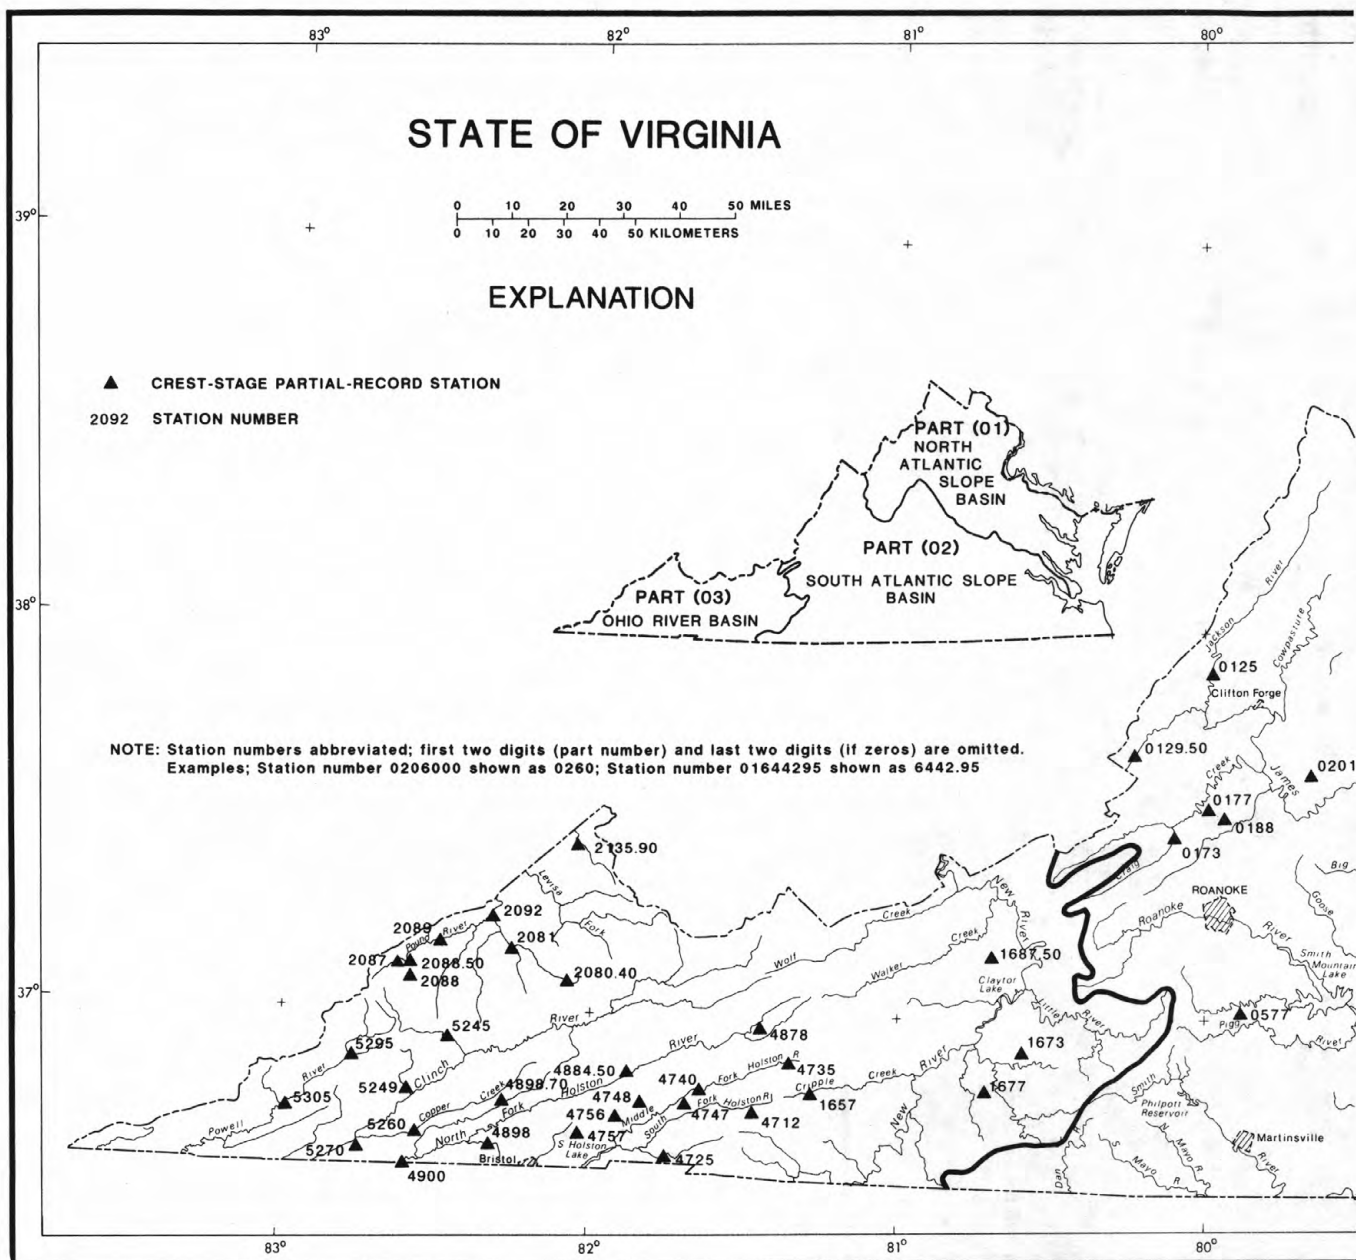 83° 82° 81° 80°
STATE OF VIRGINIA
0 10 20 30 40 50 MILES
0 10 20 30 40 50 KILOMETERS
39°
EXPLANATION
CREST-STAGE PARTIAL-RECORD STATION
2092 STATION NUMBER
PART (01)
NORTH
ATLANTIC
SLOPE
BASIN
PART (02)
SOUTH ATLANTIC SLOPE
BASIN
PART (03)
OHIO RIVER BASIN
38°
River
Jackson
Cowpasture
0125
Clifton Forge
NOTE: Station numbers abbreviated; first two digits (part number) and last two digits (if zeros) are omitted.
Examples; Station number 0206000 shown as 0260; Station number 01644295 shown as 6442.95
0129.50
0201
Creek
James
0177
0188
0173
Craig
Big
Goose
2135.90
Levisa
Fork
2092
2089
Pound River
2081
2087
2088.50
2088
2080.40
New
River
Creek
Wolf
Creek
Walker
1687.50
Claytor
Lake
ROANOKE
Roanoke
River
Smith
Mountain
Lake
37°
0577
Pigg
River
Little
River
5245
River
5295
River
4878
1673
River
5249
Clinch
4884.50
4735
Fork Holston R
4740
Creek
River
4898.70
Holston
Creek
Copper
Cripple
5305
4748
Fork Holston R
1657
1677
Smith
Philpott
Reservoir
Powell
5260
Fork
4756
Middle
4747
4712
New
5270
North
4898
4757
South
S Holston
Lake
Bristol
4725
4900
N
Mayo R
S
Mayo
R
Dan
Martinsville
River
83° 82° 81° 80°